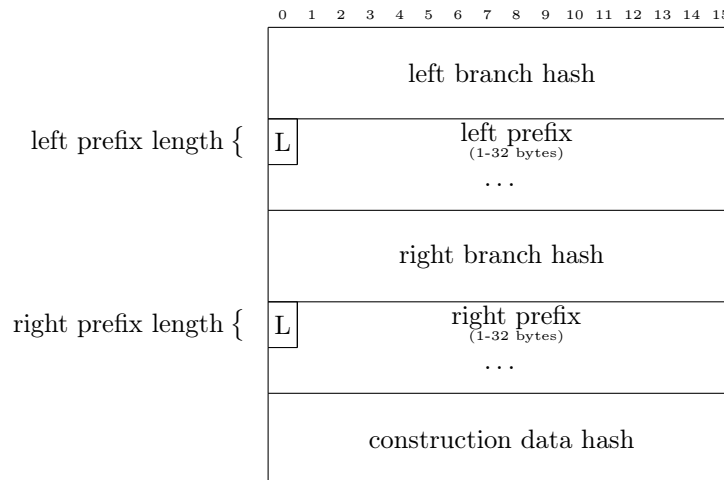 0 1 2 3 4 5 6 7 8 9 10 11 12 13 14 15
left branch hash
left prefix length { L left prefix
(1-32 bytes)
...
right branch hash
right prefix length { L right prefix
(1-32 bytes)
...
construction data hash